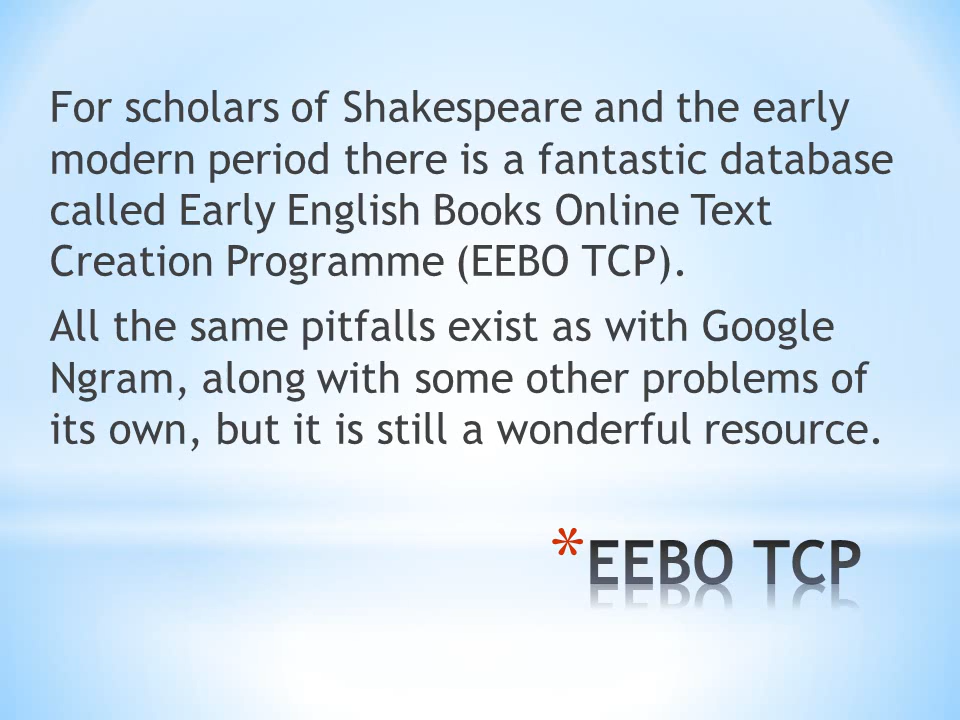 For scholars of Shakespeare and the early
modern period there is a fantastic database
called Early English Books Online Text
Creation Programme (EEBO TCP).
All the same pitfalls exist as with Google
Ngram, along with some other problems of
its own, but it is still a wonderful resource.
*EEBO TCP